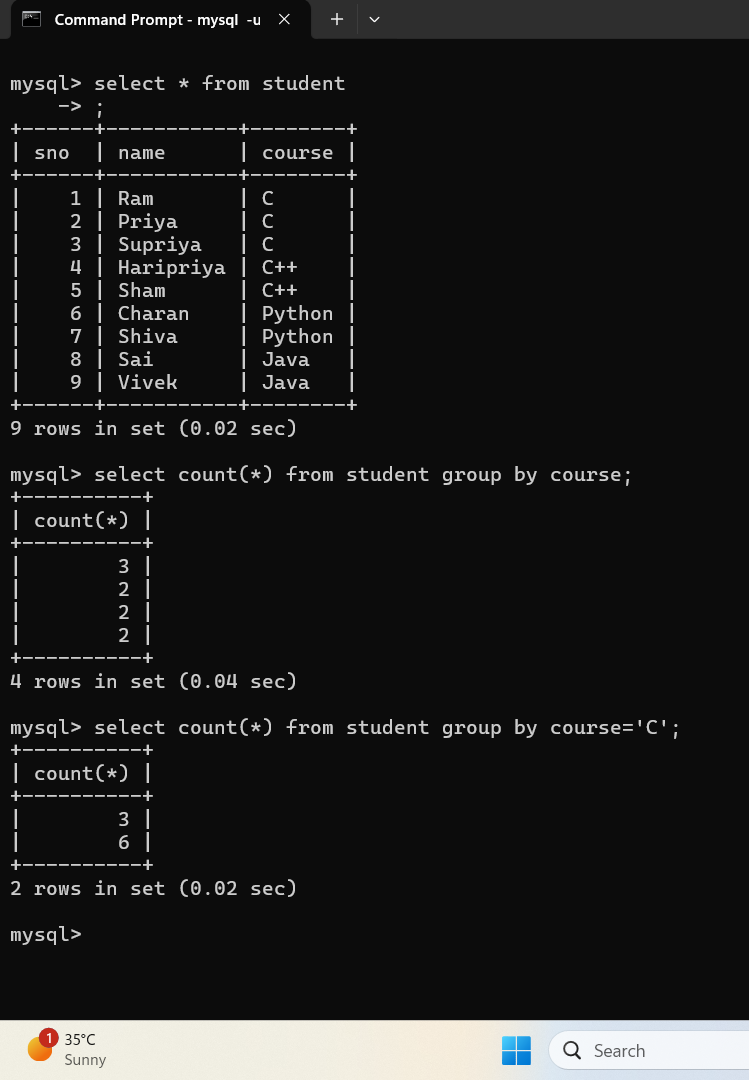 Command Prompt - mysql -u
mysql> select * from student
    -> ;
+------+-----------+--------+
| sno  | name      | course |
+------+-----------+--------+
|    1 | Ram       | C      |
|    2 | Priya     | C      |
|    3 | Supriya   | C      |
|    4 | Haripriya | C++    |
|    5 | Sham      | C++    |
|    6 | Charan    | Python |
|    7 | Shiva     | Python |
|    8 | Sai       | Java   |
|    9 | Vivek     | Java   |
+------+-----------+--------+
9 rows in set (0.02 sec)
mysql> select count(*) from student group by course;
+----------+
| count(*) |
+----------+
|        3 |
|        2 |
|        2 |
|        2 |
+----------+
4 rows in set (0.04 sec)
mysql> select count(*) from student group by course='C';
+----------+
| count(*) |
+----------+
|        3 |
|        6 |
+----------+
2 rows in set (0.02 sec)
mysql>
1
35°C
Sunny
Search